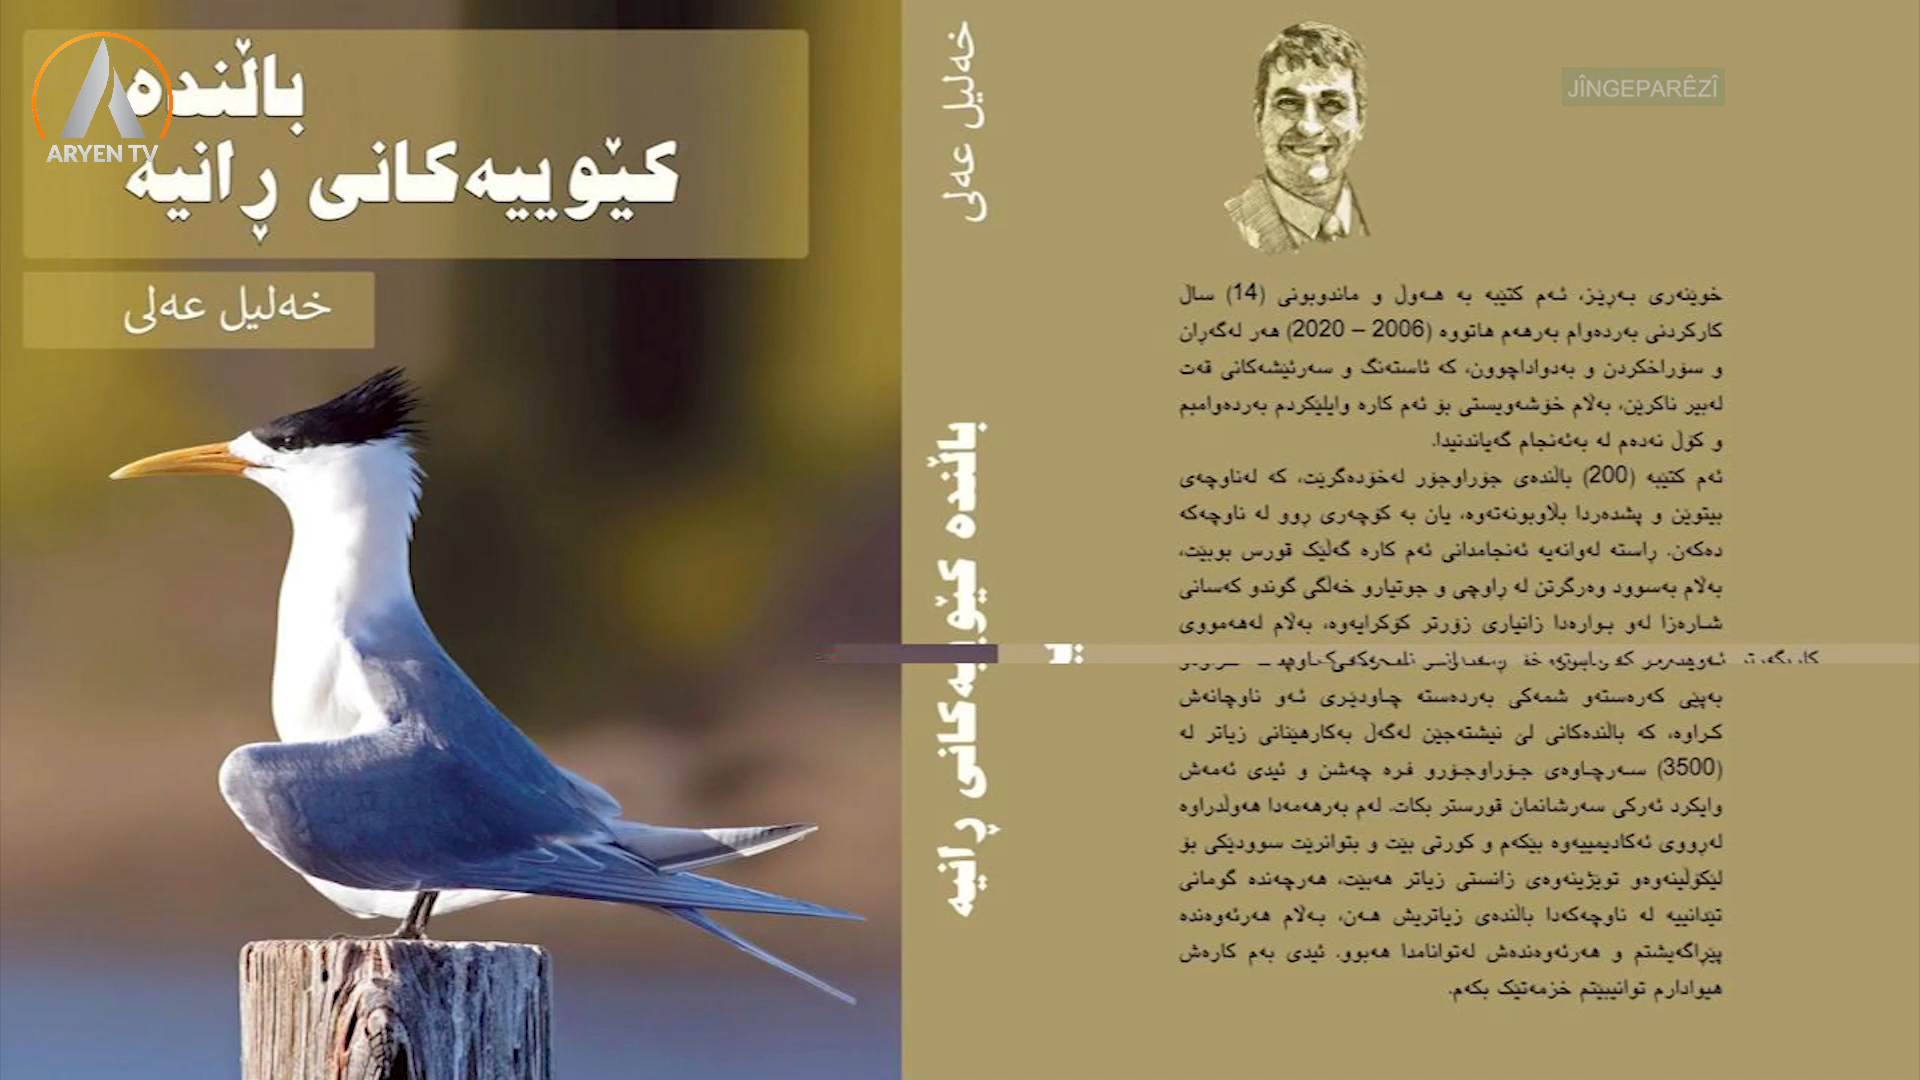 ARYEN TV
باڵندە
کێوییەکانی ڕانیە
خەلیل عەلی
خەلیل عەلی
باڵندە کێوییەکانی ڕانیە
JÎNGEPARÊZÎ
خوێنەری بەڕێز، ئەم کتێبە بە هەوڵ و ماندوبونی (14) ساڵ
کارکردنی بەردەوام بەرهەم هاتووە (2006 – 2020) هەر لەگەڕان
و سۆراخکردن و بەدواداچوون، کە ئاستەنگ و سەرئێشەکانی قەت
لەبیر ناکرێن، بەڵام خۆشەویستی بۆ ئەم کارە وایلێکردم بەردەوامبم
و کۆڵ نەدەم لە بەئەنجام گەیاندنیدا.
ئەم کتێبە (200) باڵندەی جۆراوجۆر لەخۆدەگرێت، کە لەناوچەی
بیتوێن و پشدەردا بڵاوبونەتەوە، یان بە کۆچەری ڕوو لە ناوچەکە
دەکەن. ڕاستە لەوانەیە ئەنجامدانی ئەم کارە گەڵێک قورس بوبێت،
بەڵام بەسوود وەرگرتن لە ڕاوچی و جوتیارو خەڵگی گوندو کەسانی
شارەزا لەو بوارەدا زانیاری زۆرتر کۆکرایەوە، بەڵام لەهەمووی
بەپێی کەرەستەو شمەکی بەردەستە چاودێری ئەو ناوچانەش
کراوە، کە باڵندەکانی لێ نیشتەجێن لەگەڵ بەکارهێنانی زیاتر لە
(3500) سەرچاوەی جۆراوجۆرو فرە چەشن و ئیدی ئەمەش
وایکرد ئەرکی سەرشانمان قورستر بکات. لەم بەرهەمەدا هەوڵدراوە
لەڕووی ئەکادیمییەوە بێکەم و کورتی بێت و بتوانرێت سوودێکی بۆ
لێکۆڵینەوەو توێژینەوەی زانستی زیاتر هەبێت، هەرچەندە گومانی
تێدانییە لە ناوچەکەدا باڵندەی زیاتریش هەن، بەڵام هەرئەوەندە
پێڕاگەیشتم و هەرئەوەندەش لەتوانامدا هەبوو. ئیدی بەم کارەش
هیوادارم توانیبێتم خزمەتێک بکەم.